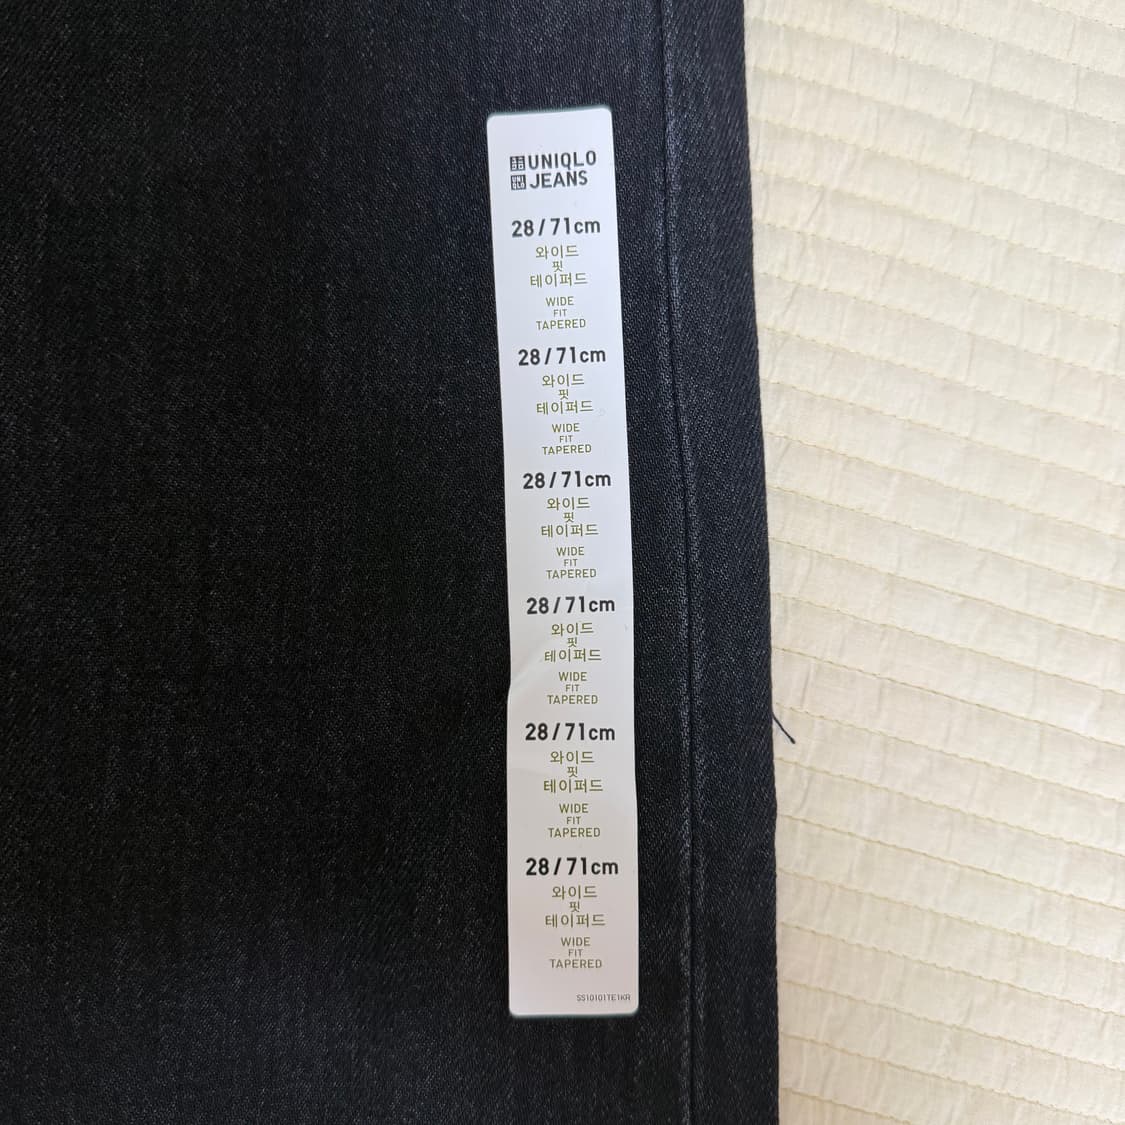 UNIQLO
UNIQLO
JEANS
28/71cm
와이드
핏
테이퍼드
WIDE
FIT
TAPERED
28/71cm
와이드
핏
테이퍼드
WIDE
FIT
TAPERED
28/71cm
와이드
핏
테이퍼드
WIDE
FIT
TAPERED
28/71cm
와이드
핏
테이퍼드
WIDE
FIT
TAPERED
28/71cm
와이드
핏
테이퍼드
WIDE
FIT
TAPERED
28/71cm
와이드
핏
테이퍼드
WIDE
FIT
TAPERED
SS10101TE1KR